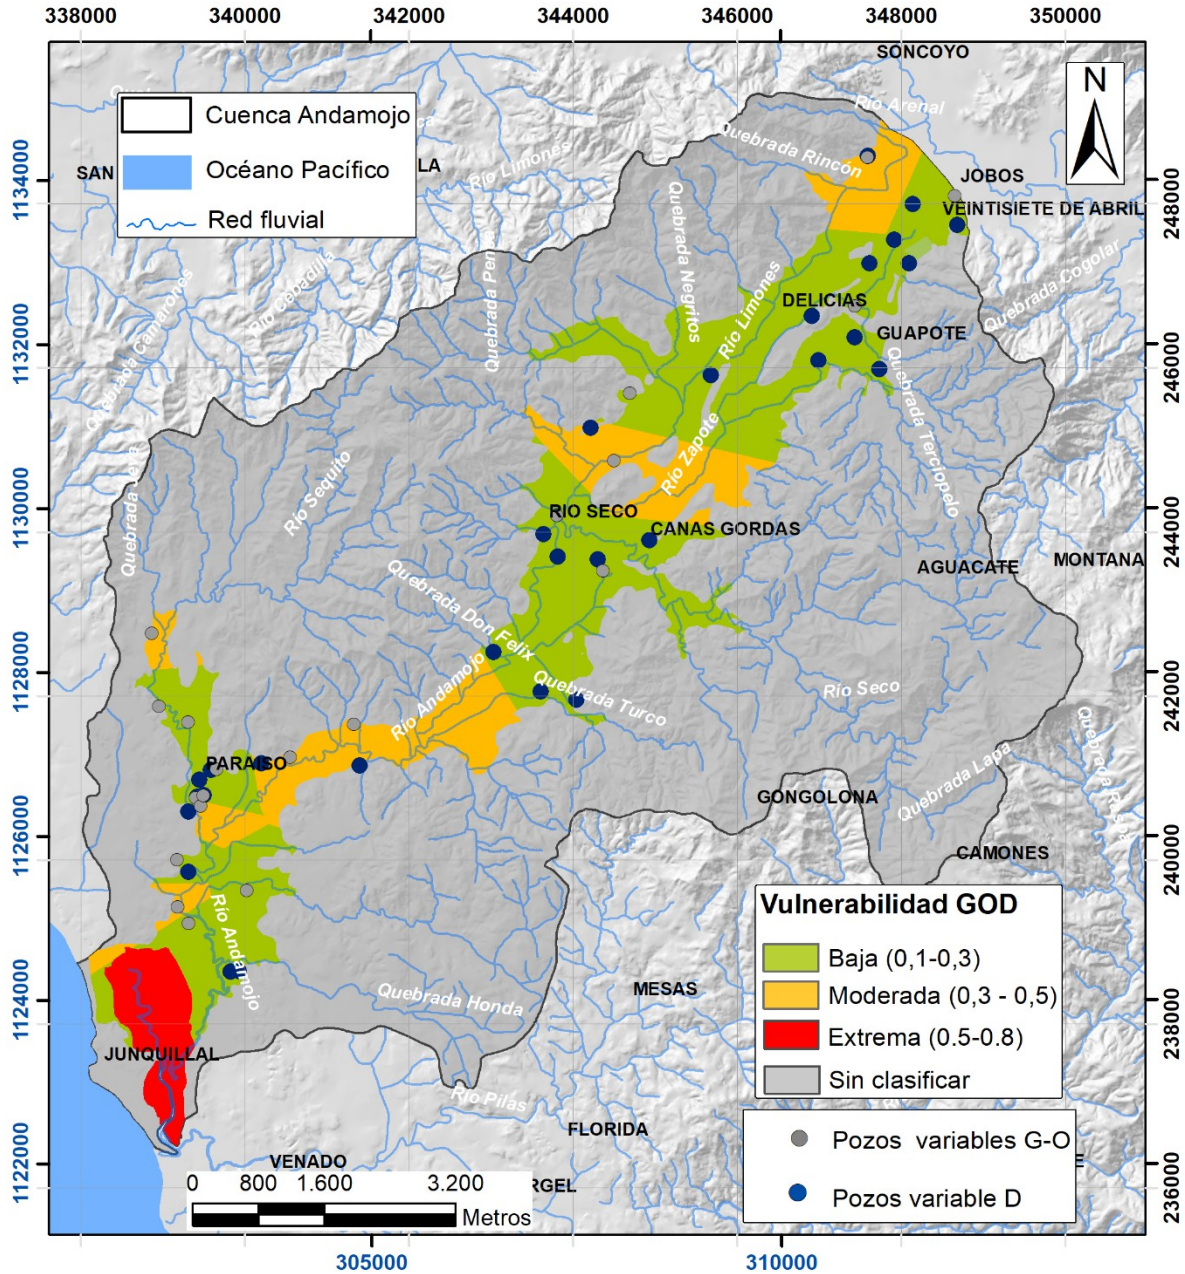 338000 340000 342000 344000 346000 348000 350000
SONCOYO
N
Cuenca Andamojo
Océano Pacífico
Red fluvial
SAN
LA
Río Limones
Quebrada Rincón
Río Arenal
JOBOS
VEINTISIETE DE ABRIL
1134000
248000
Quebrada Camarones
Río Cebadilla
Quebrada Pen
Quebrada Negritos
Río Limones
DELICIAS
GUAPOTE
Quebrada Cogolar
1132000
246000
Quebrada Terciopelo
Río Zapote
Río Sequito
RIO SECO
CANAS GORDAS
1130000
244000
AGUACATE
MONTANA
Quebrada Don Felix
Quebrada Turco
Río Andamojo
Río Seco
1128000
242000
PARAISO
Quebrada Lapa
GONGOLONA
1126000
240000
CAMONES
Río Andamojo
Quebrada Honda
MESAS
1124000
238000
JUNQUILLAL
Río Pilas
FLORIDA
VENADO
RGEL
E
1122000
236000
Vulnerabilidad GOD
Baja (0,1-0,3)
Moderada (0,3 - 0,5)
Extrema (0.5-0.8)
Sin clasificar
Pozos variables G-O
Pozos variable D
0 800 1.600 3.200
Metros
305000 310000